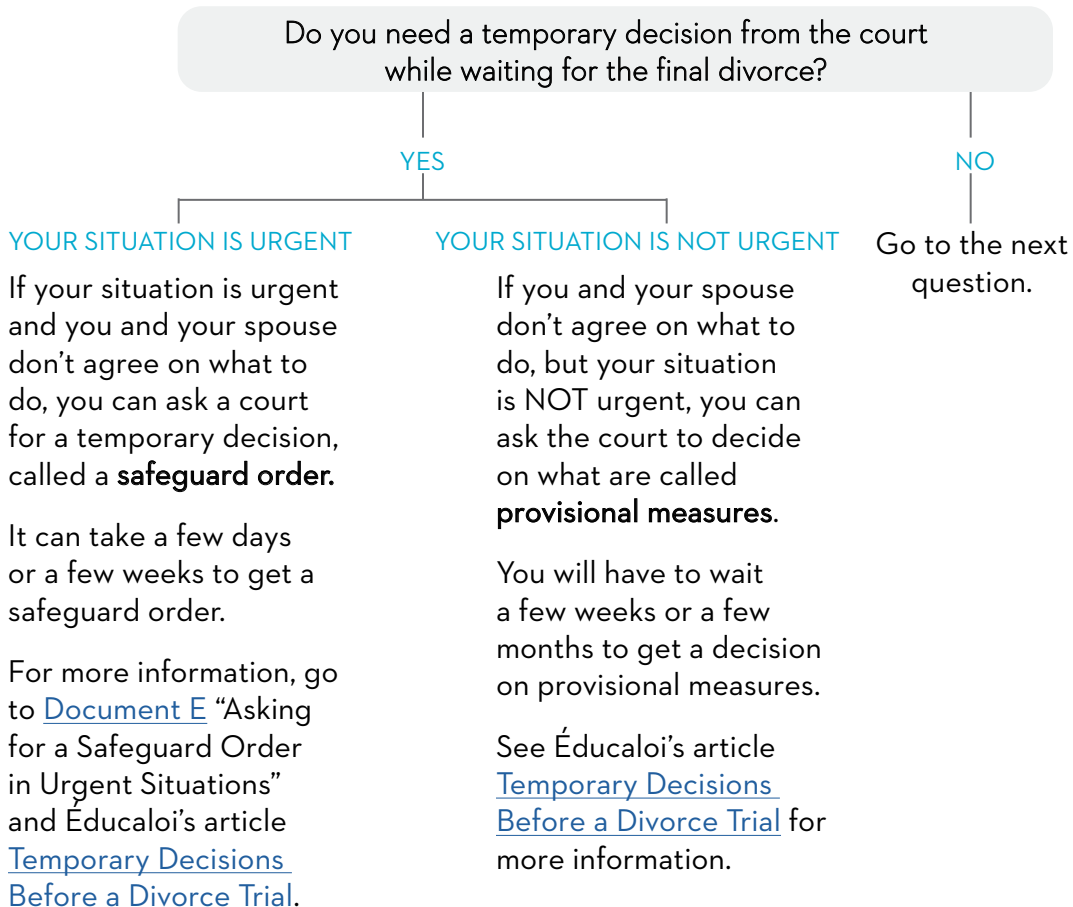 Do you need a temporary decision from the court
while waiting for the final divorce?
YES
NO
YOUR SITUATION IS URGENT
If your situation is urgent
and you and your spouse
don't agree on what to
do, you can ask a court
for a temporary decision,
called a safeguard order.
It can take a few days
or a few weeks to get a
safeguard order.
For more information, go
to Document E “Asking
for a Safeguard Order
in Urgent Situations”
and Éducaloi's article
Temporary Decisions
Before a Divorce Trial.
YOUR SITUATION IS NOT URGENT
If you and your spouse
don't agree on what to
do, but your situation
is NOT urgent, you can
ask the court to decide
on what are called
provisional measures.
You will have to wait
a few weeks or a few
months to get a decision
on provisional measures.
See Éducaloi's article
Temporary Decisions
Before a Divorce Trial for
more information.
Go to the next
question.